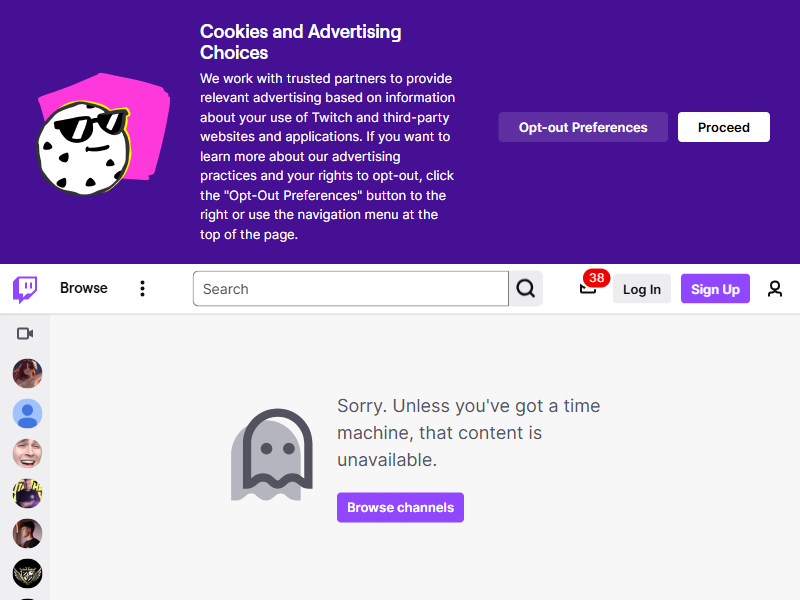 Cookies and Advertising
Choices
We work with trusted partners to provide
relevant advertising based on information
about your use of Twitch and third-party
websites and applications. If you want to
learn more about our advertising
practices and your rights to opt-out, click
the "Opt-Out Preferences" button to the
right or use the navigation menu at the
top of the page.
Opt-out Preferences
Proceed
Browse
Search
38
Log In
Sign Up
Sorry. Unless you've got a time
machine, that content is
unavailable.
Browse channels